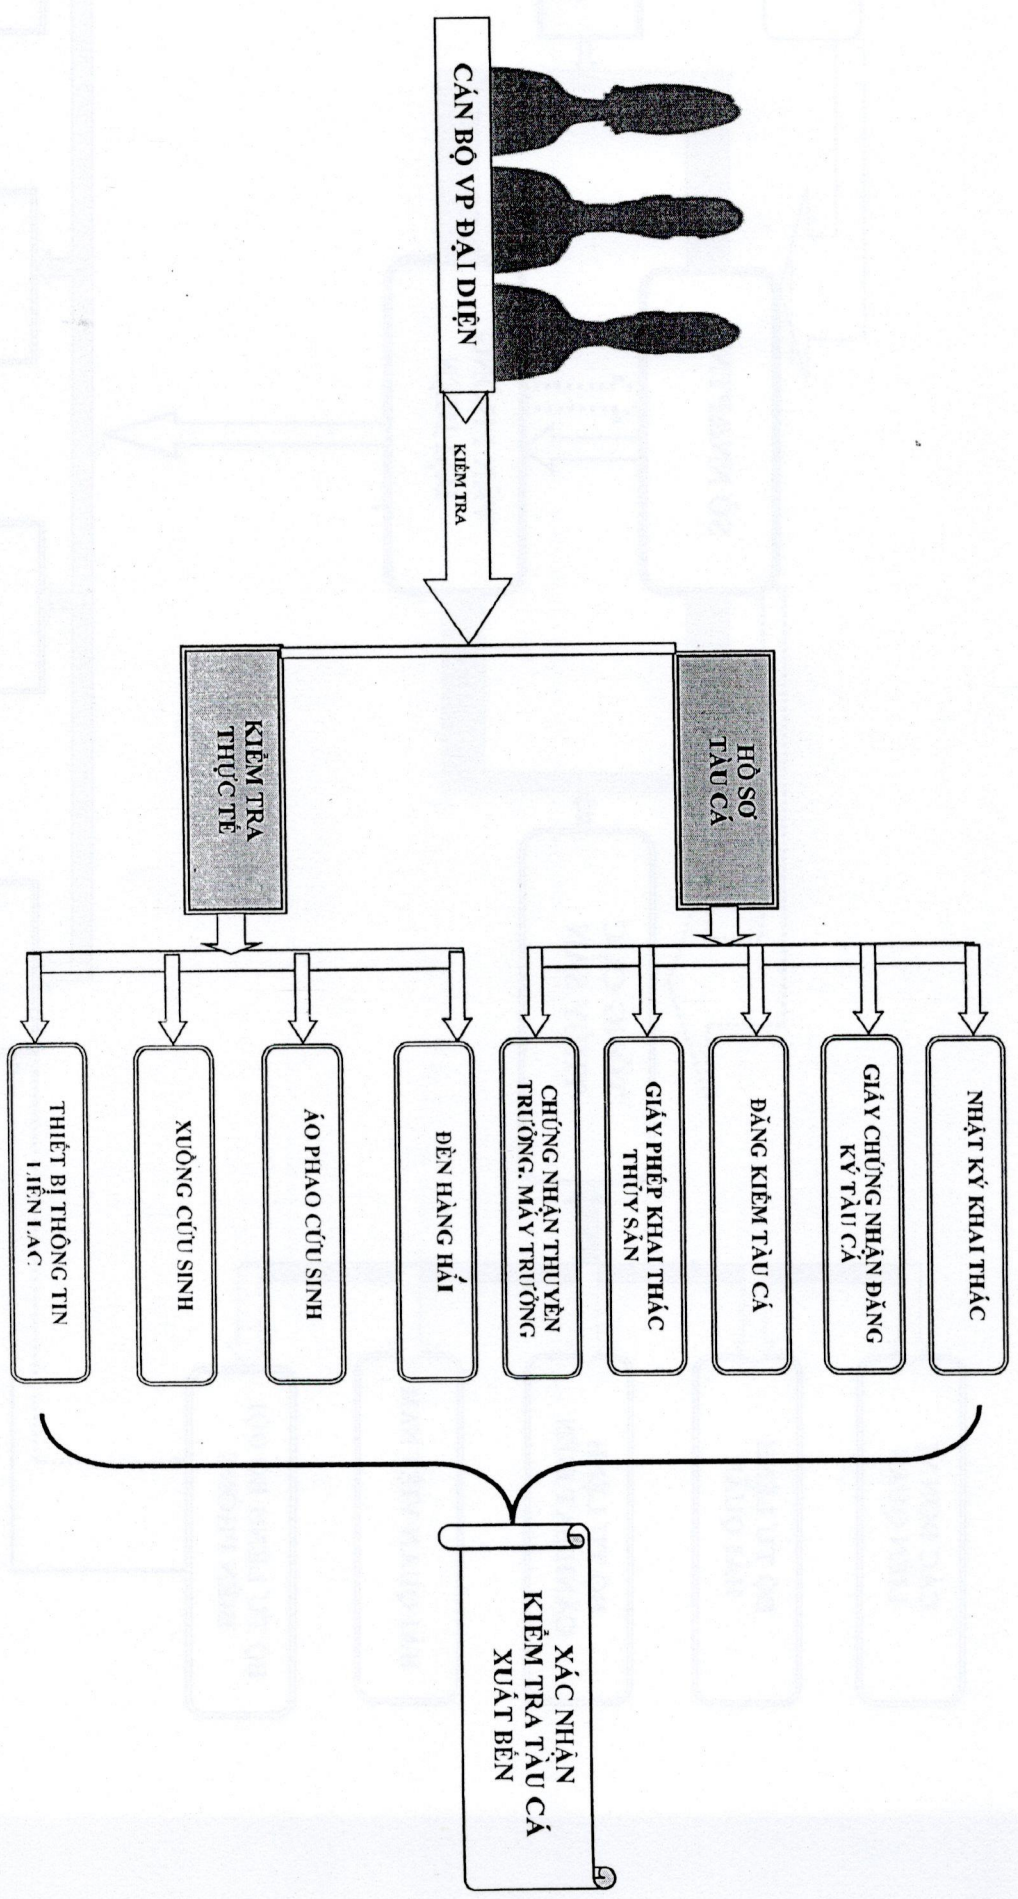 CÁN BỘ VP ĐẠI DIỆN
KIỂM TRA
HỒ SƠ
TÀU CÁ
KIỂM TRA
THỰC TẾ
NHẬT KÝ KHAI THÁC
GIẤY CHỨNG NHẬN ĐĂNG
KÝ TÀU CÁ
ĐĂNG KIỂM TÀU CÁ
GIẤY PHÉP KHAI THÁC
THỦY SẢN
CHỨNG NHẬN THUYỀN
TRƯỞNG, MÁY TRƯỞNG
ĐÈN HÀNG HẢI
ÁO PHAO CỨU SINH
XUỒNG CỨU SINH
THIẾT BỊ THÔNG TIN
LIÊN LẠC
XÁC NHẬN
KIỂM TRA TÀU CÁ
XUẤT BẾN